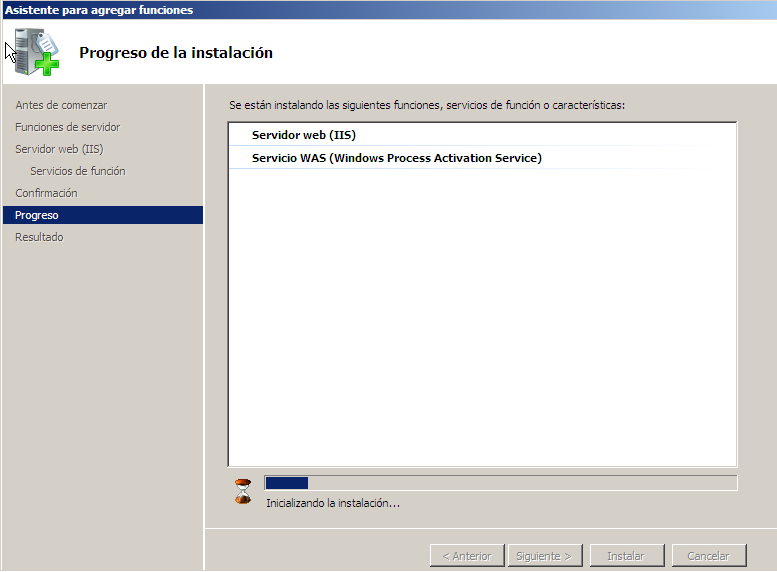 Asistente para agregar funciones
Progreso de la instalación
Antes de comenzar
Funciones de servidor
Servidor web (IIS)
Servicios de función
Confirmación
Progreso
Resultado
Se están instalando las siguientes funciones, servicios de función o características:
Servidor web (IIS)
Servicio WAS (Windows Process Activation Service)
Inicializando la instalación...
< Anterior
Siguiente >
Instalar
Cancelar